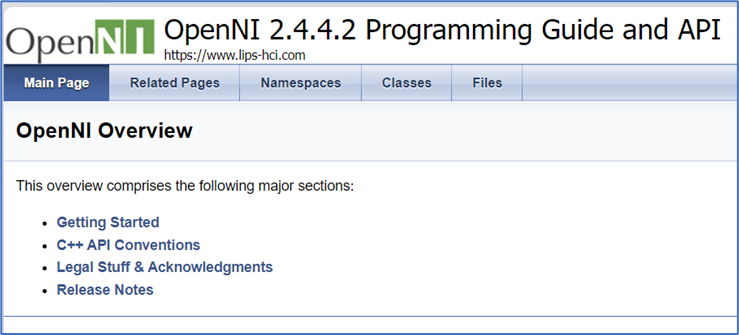 OpenNI OpenNI 2.4.4.2 Programming Guide and API
https://www.lips-hci.com
Main Page Related Pages Namespaces Classes Files
OpenNI Overview
This overview comprises the following major sections:
• Getting Started
• C++ API Conventions
• Legal Stuff & Acknowledgments
• Release Notes